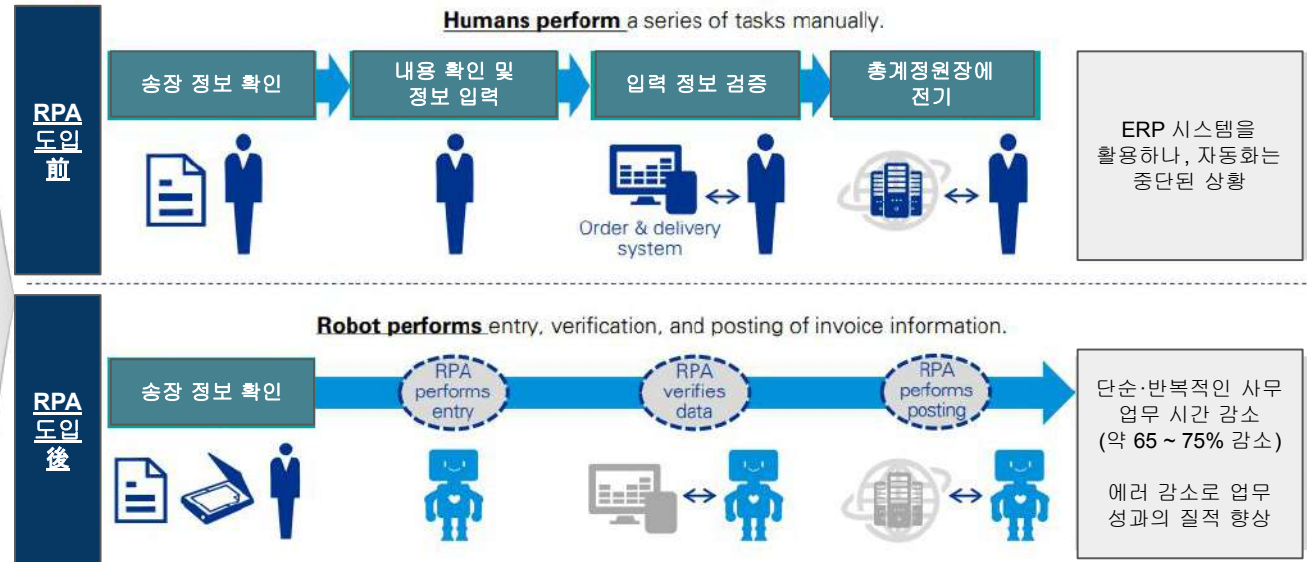 Humans perform a series of tasks manually.
RPA
도입
前
송장 정보 확인
내용 확인 및
정보 입력
입력 정보 검증
총계정원장에
전기
Order & delivery
system
ERP 시스템을
활용하나, 자동화는
중단된 상황
Robot performs entry, verification, and posting of invoice information.
RPA
도입
後
송장 정보 확인
RPA
performs
entry
RPA
verifies
data
RPA
performs
posting
단순·반복적인 사무
업무 시간 감소
(약 65 ~ 75% 감소)
에러 감소로 업무
성과의 질적 향상